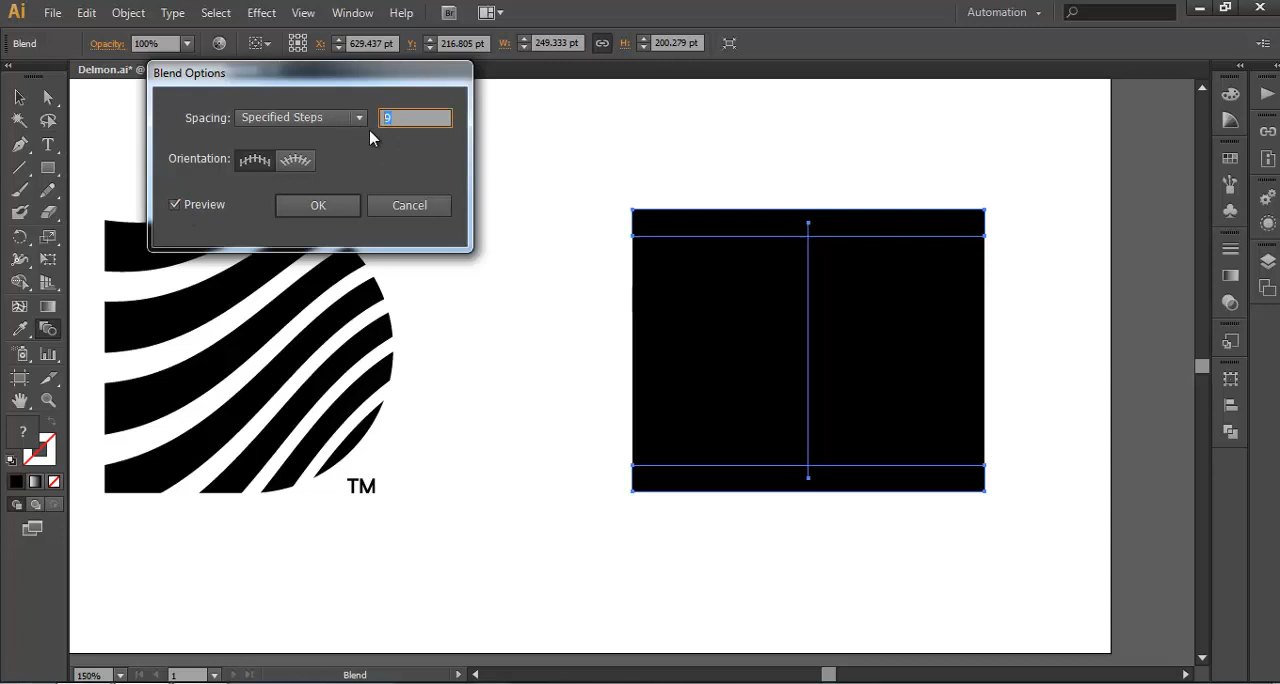 Ai File Edit Object Type Select Effect View Window Help Br Automation
Blend Opacity: 100% X: 629.437 pt Y: 216.805 pt W: 249.333 pt H: 200.279 pt
Delmon.ai* @
Blend Options
Spacing: Specified Steps 9
Orientation:
Preview OK Cancel
TM
?
150% 1 Blend